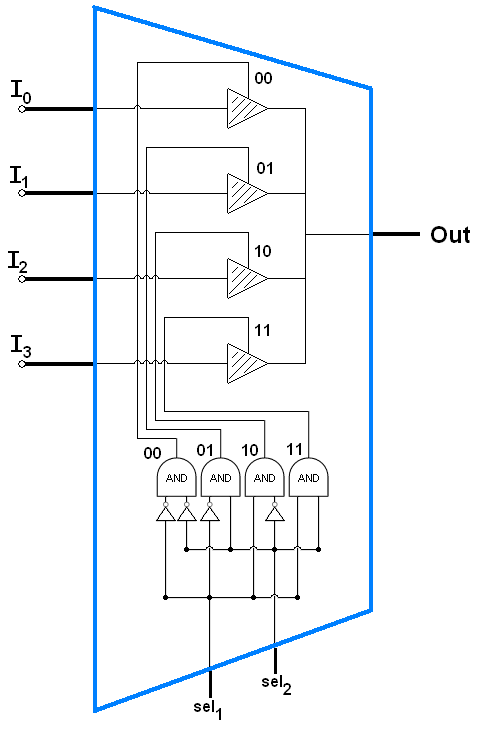 00
I0
01
I1
Out
10
I2
11
I3
00 01 10 11
AND AND AND AND
sel1 sel2